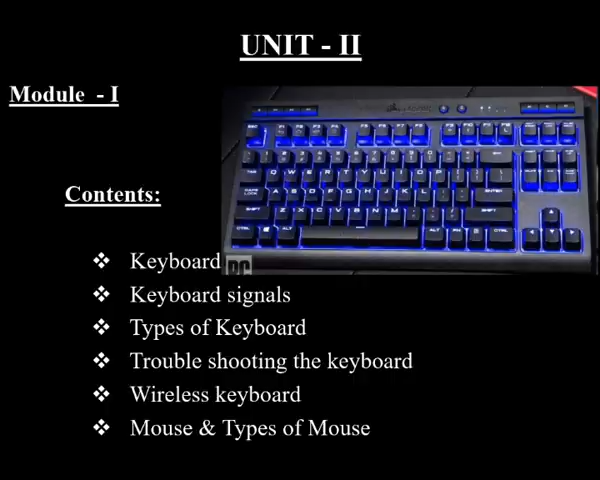 UNIT - II
Module - I
Contents:
❖ Keyboard
❖ Keyboard signals
❖ Types of Keyboard
❖ Trouble shooting the keyboard
❖ Wireless keyboard
❖ Mouse & Types of Mouse